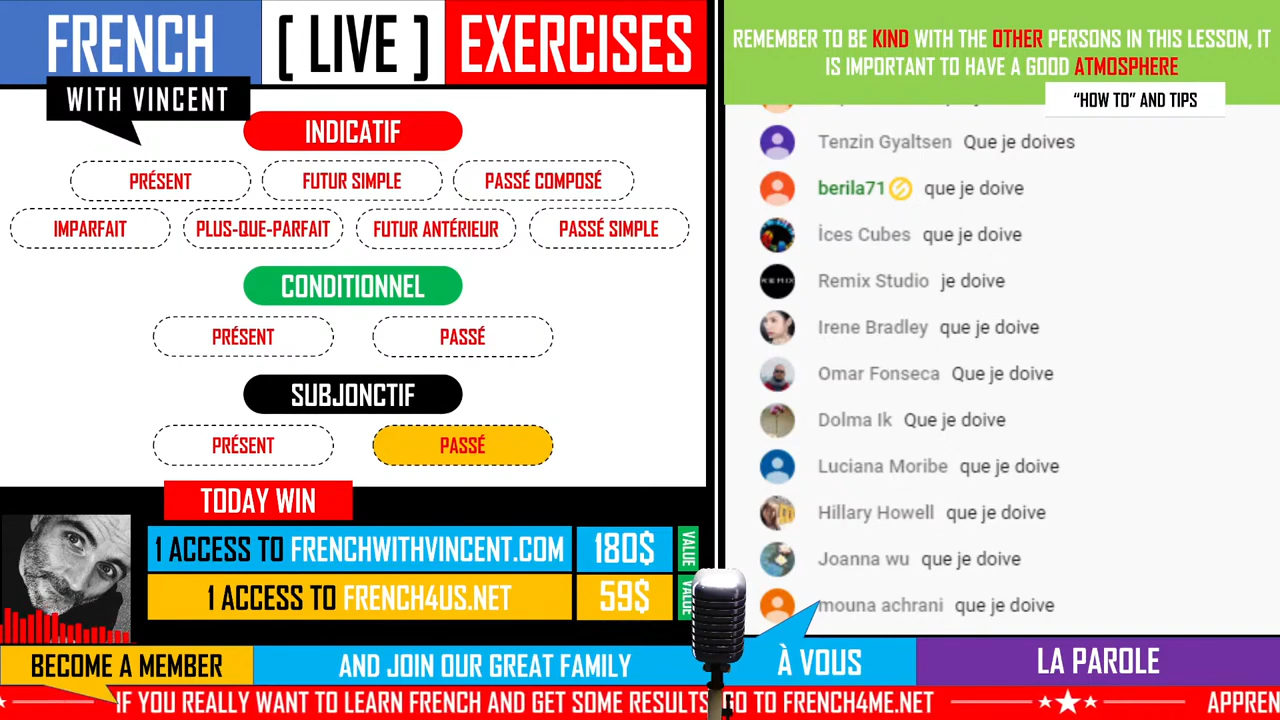 FRENCH
[ LIVE ]
EXERCISES
WITH VINCENT
INDICATIF
PRÉSENT
FUTUR SIMPLE
PASSÉ COMPOSÉ
IMPARFAIT
PLUS-QUE-PARFAIT
FUTUR ANTÉRIEUR
PASSÉ SIMPLE
CONDITIONNEL
PRÉSENT
PASSÉ
SUBJONCTIF
PRÉSENT
PASSÉ
TODAY WIN
1 ACCESS TO FRENCHWITHVINCENT.COM
180$
VALUE
1 ACCESS TO FRENCH4US.NET
59$
VALUE
REMEMBER TO BE KIND WITH THE OTHER PERSONS IN THIS LESSON, IT
IS IMPORTANT TO HAVE A GOOD ATMOSPHERE
“HOW TO” AND TIPS
Tenzin Gyaltsen Que je doives
berila71 que je doive
İces Cubes que je doive
REMIX
Remix Studio je doive
Irene Bradley que je doive
Omar Fonseca Que je doive
Dolma Ik Que je doive
Luciana Moribe que je doive
Hillary Howell que je doive
Joanna wu que je doive
mouna achrani que je doive
BECOME A MEMBER
AND JOIN OUR GREAT FAMILY
À VOUS
LA PAROLE
IF YOU REALLY WANT TO LEARN FRENCH AND GET SOME RESULTS GO TO FRENCH4ME.NET
APPREN